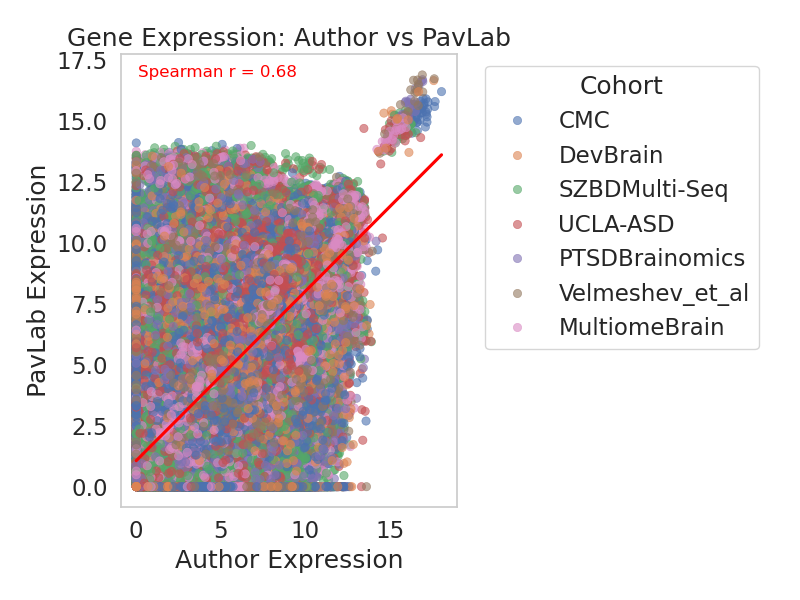 Gene Expression: Author vs PavLab
Spearman r = 0.68
17.5
15.0
12.5
10.0
7.5
5.0
2.5
0.0
PavLab Expression
0
5
10
15
Author Expression
Cohort
CMC
DevBrain
SZBDMulti-Seq
UCLA-ASD
PTSDBrainomics
Velmeshev_et_al
MultiomeBrain